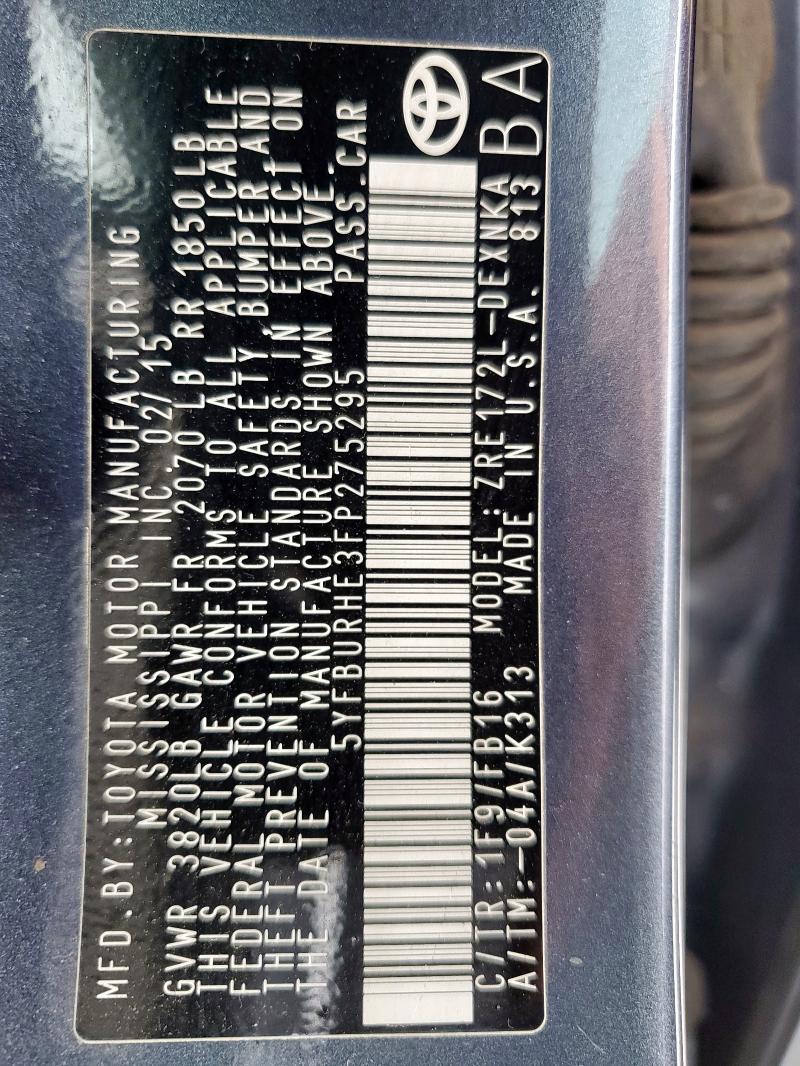 MFD.BY:TOYOTA MOTOR MANUFACTURING
MISSISSIPPI INC. 02/15
GVWR 3820LB GAWR FR 2070 LB RR 1850LB
THIS VEHICLE CONFORMS TO ALL APPLICABLE
FEDERAL MOTOR VEHICLE SAFETY BUMPER AND
THEFT PREVENTION STANDARDS IN EFFECT ON
THE DATE OF MANUFACTURE SHOWN ABOVE.
5YFBURHE3FP275295 PASS.CAR
C/TR:1F9/FB16 MODEL:ZRE172L-DEXNKA
A/TM:-04A/K313 MADE IN U.S.A. 813 BA